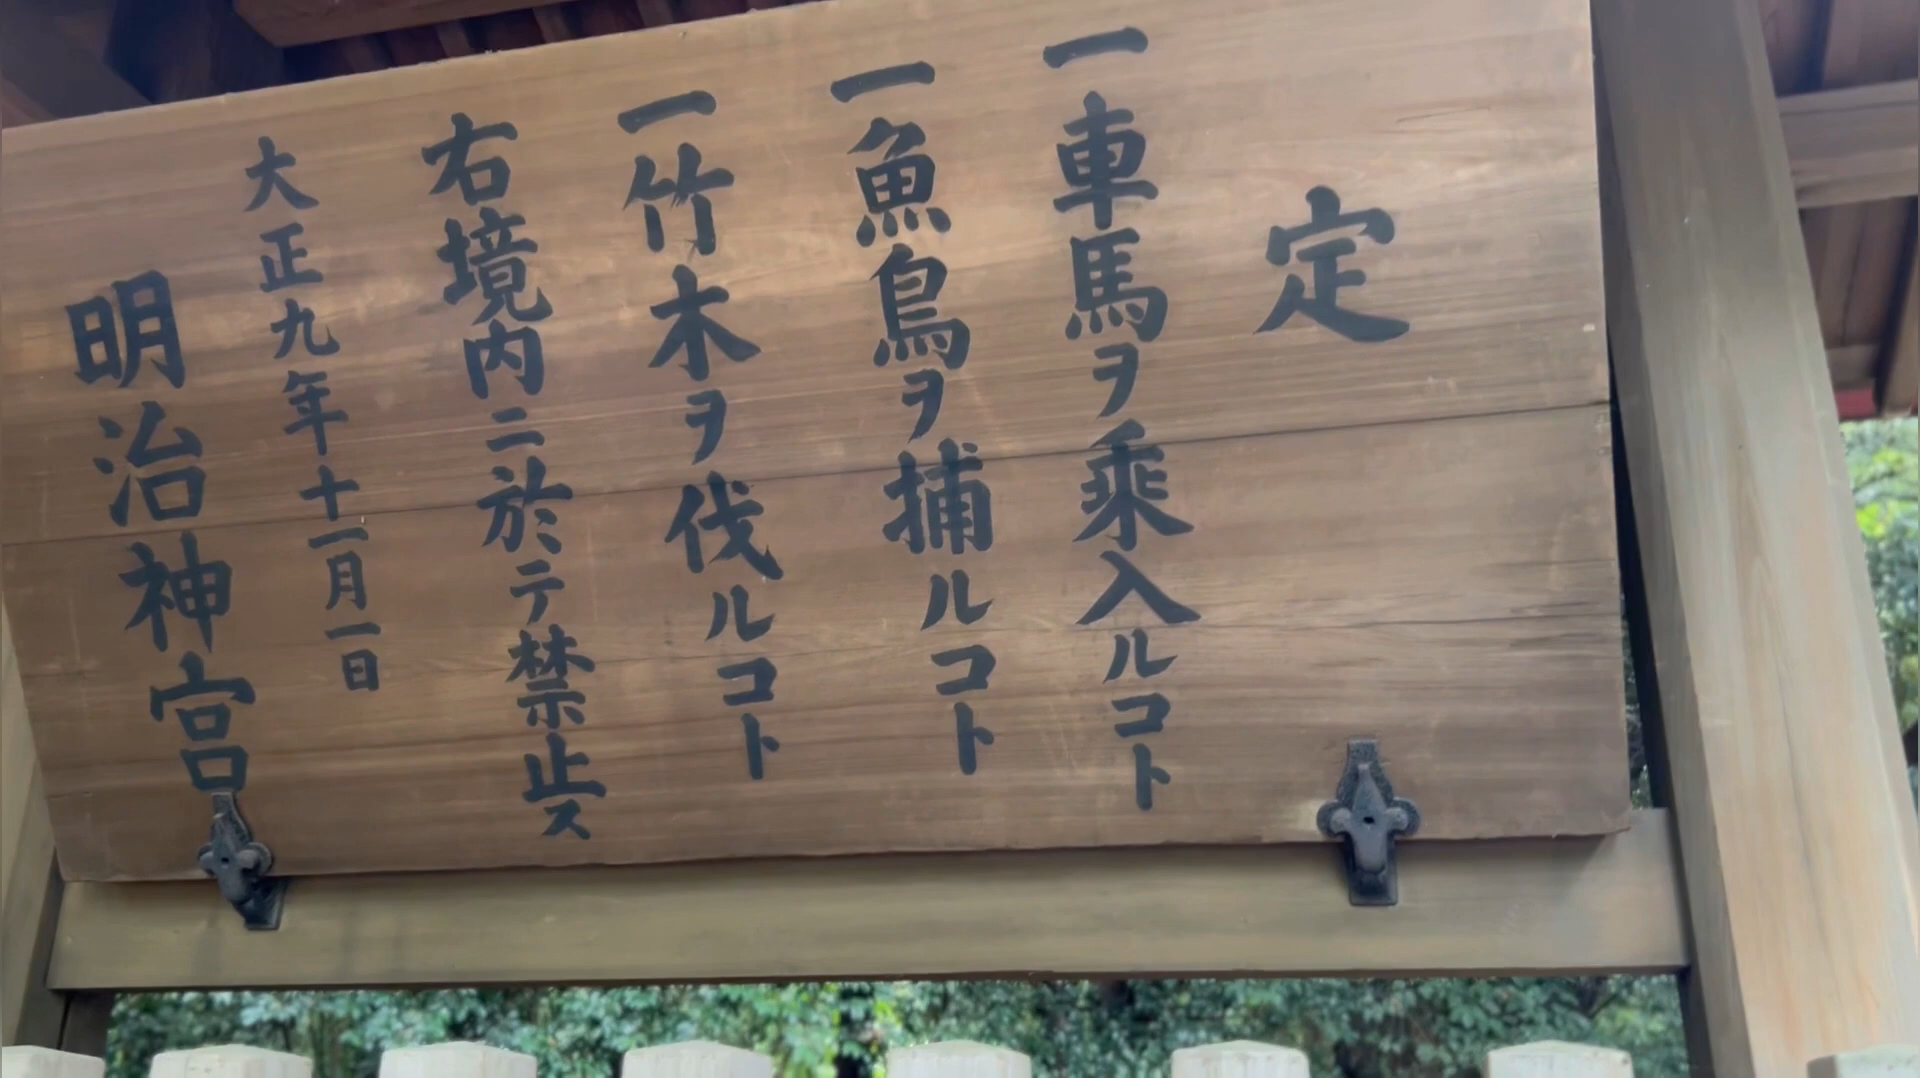 定
一車馬ヲ乘入ルコト
一魚鳥ヲ捕ルコト
一竹木ヲ伐ルコト
右境内ニ於テ禁止ス
大正九年十一月一日
明治神宮